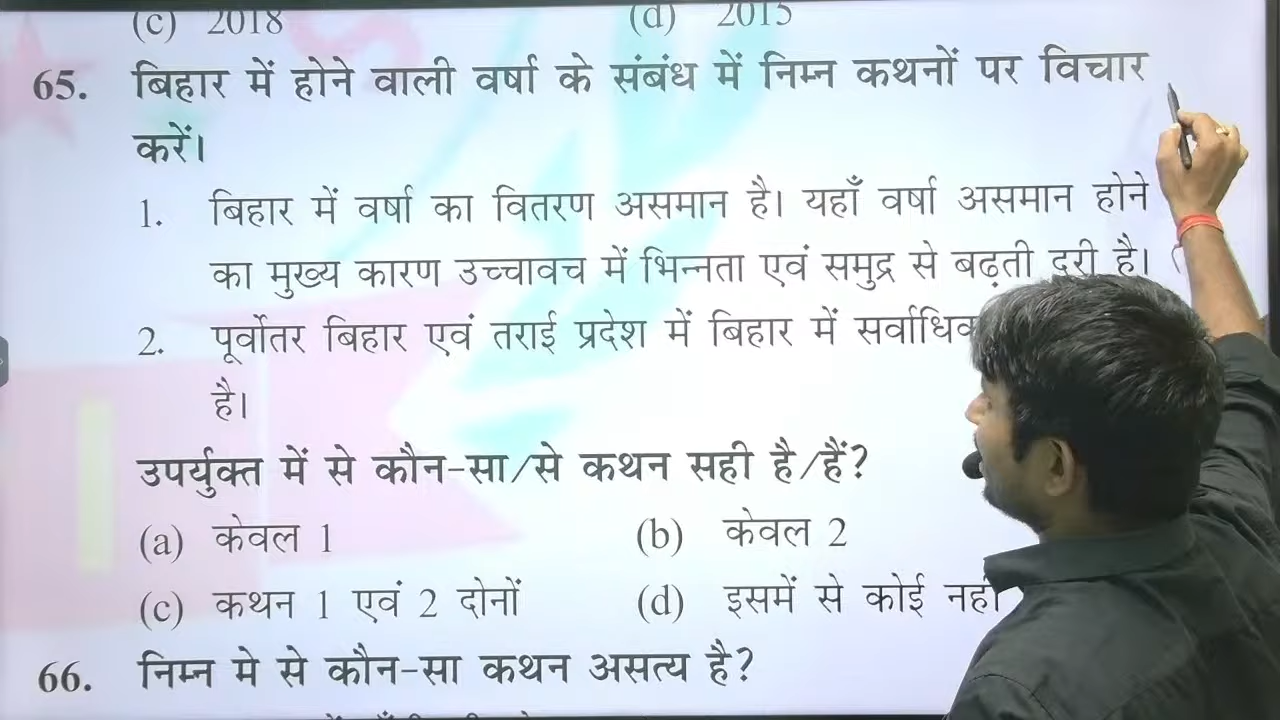 (c) 2018 (d) 2015
65. बिहार में होने वाली वर्षा के संबंध में निम्न कथनों पर विचार
करें।
1. बिहार में वर्षा का वितरण असमान है। यहाँ वर्षा असमान होने
का मुख्य कारण उच्चावच में भिन्नता एवं समुद्र से बढ़ती दूरी है।
2. पूर्वोतर बिहार एवं तराई प्रदेश में बिहार में
है।
उपर्युक्त में से कौन-सा/से कथन सही है/हैं?
(a) केवल 1 (b) केवल 2
(c) कथन 1 एवं 2 दोनों (d) इसमें से कोई नहीं
66. निम्न मे से कौन-सा कथन असत्य है?